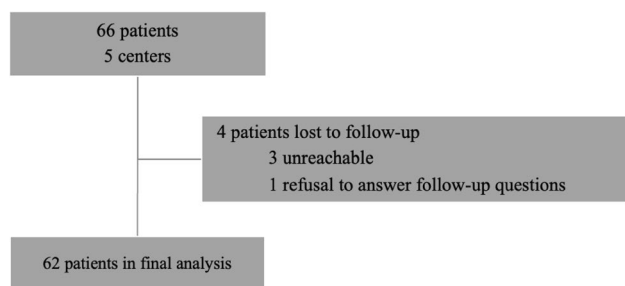 66 patients
5 centers
4 patients lost to follow-up
3 unreachable
1 refusal to answer follow-up questions
62 patients in final analysis